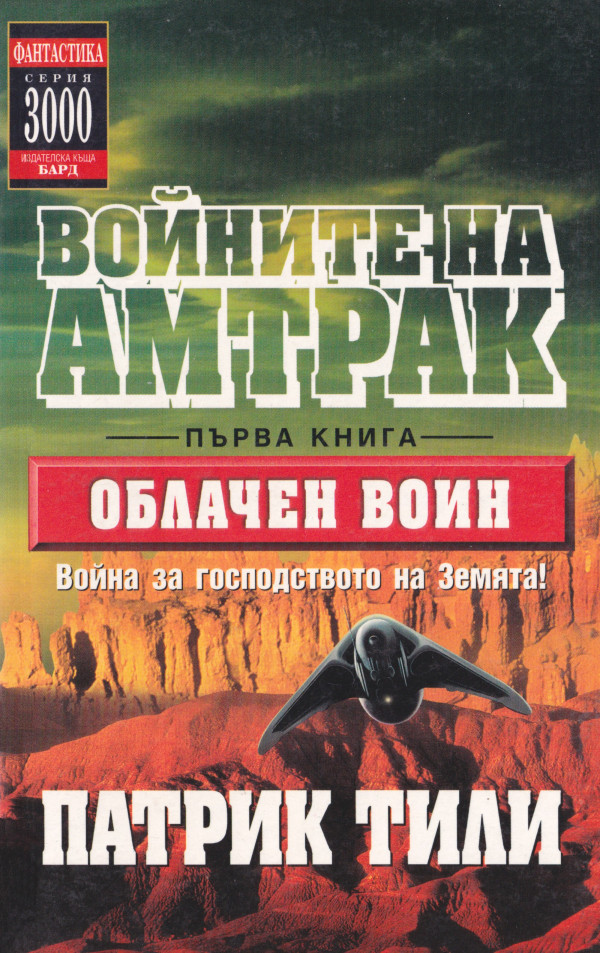 ФАНТАСТИКА
СЕРИЯ
3000
ИЗДАТЕЛСКА КЪЩА
БАРД
ВОЙНИТЕ НА
АМТРАК
ПЪРВА КНИГА
ОБЛАЧЕН ВОИН
Война за господството на Земята!
ПАТРИК ТИЛИ